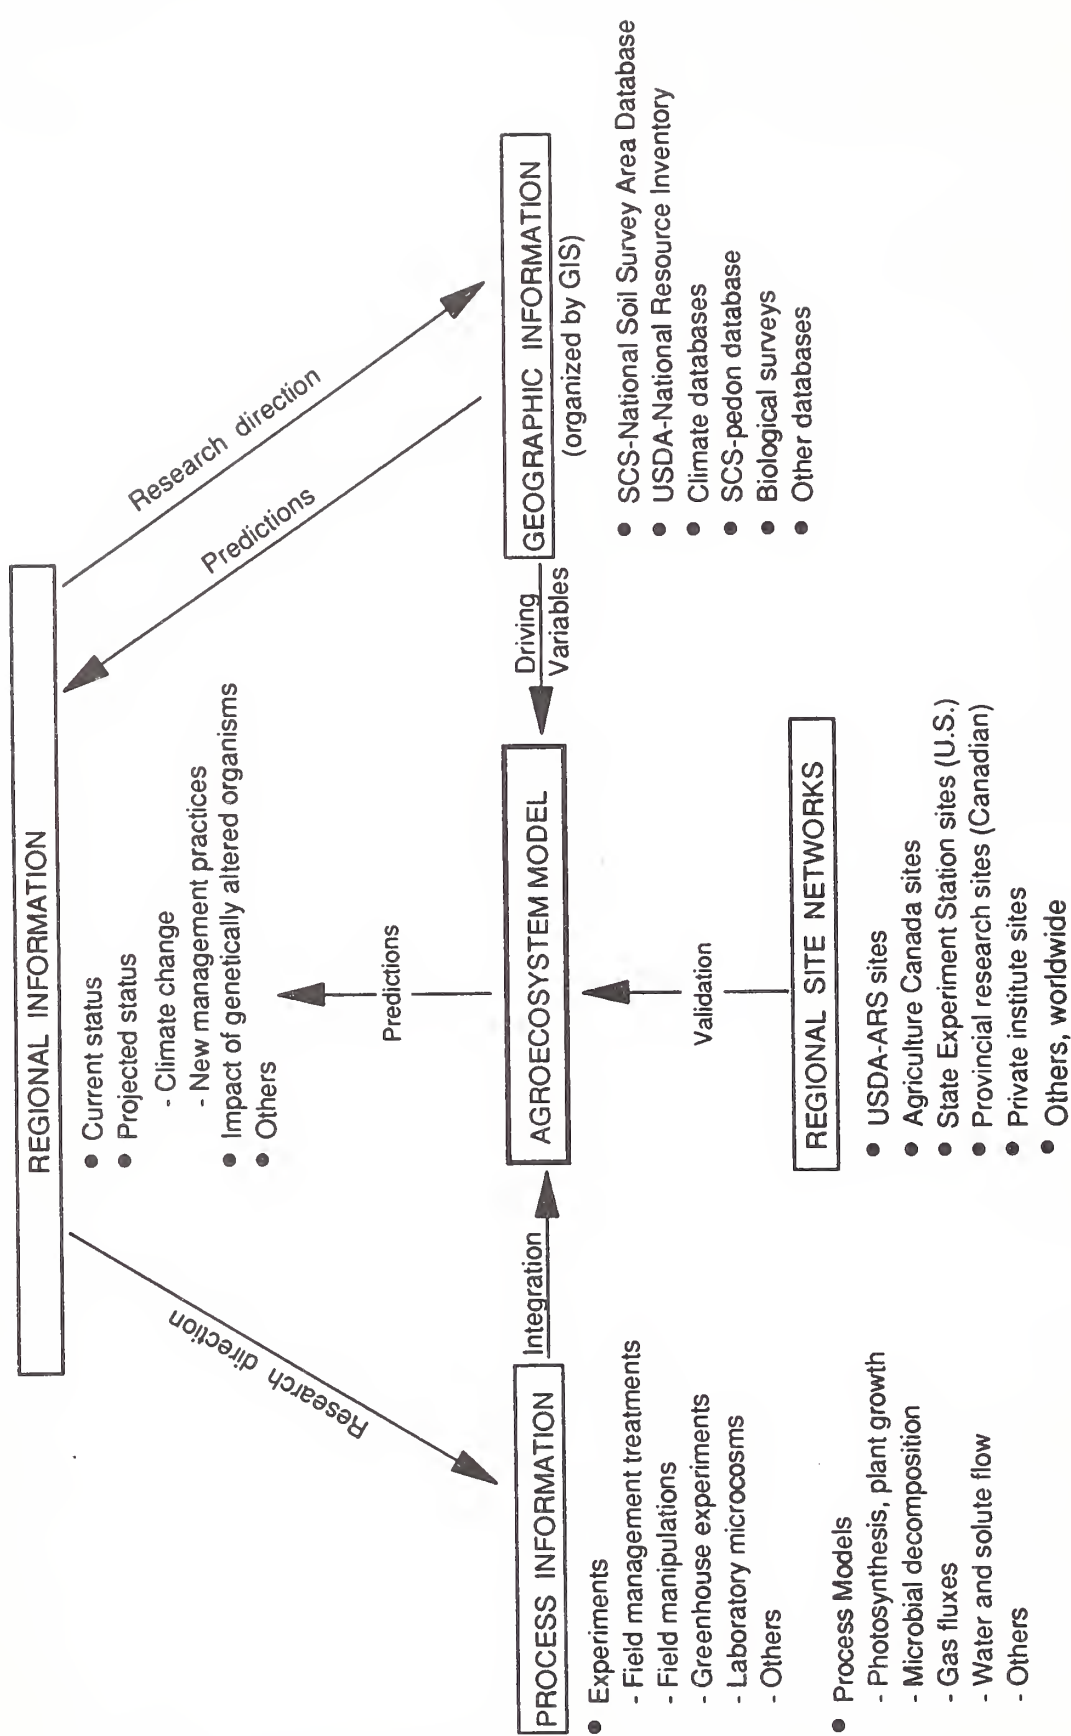 REGIONAL INFORMATION
● Current status
● Projected status
- Climate change
- New management practices
● Impact of genetically altered organisms
● Others
Research direction
Research direction
Predictions
Predictions
PROCESS INFORMATION
● Experiments
- Field management treatments
- Field manipulations
- Greenhouse experiments
- Laboratory microcosms
- Others
● Process Models
- Photosynthesis, plant growth
- Microbial decomposition
- Gas fluxes
- Water and solute flow
- Others
Integration
AGROECOSYSTEM MODEL
Driving
Variables
GEOGRAPHIC INFORMATION
(organized by GIS)
● SCS-National Soil Survey Area Database
● USDA-National Resource Inventory
● Climate databases
● SCS-pedon database
● Biological surveys
● Other databases
Validation
REGIONAL SITE NETWORKS
● USDA-ARS sites
● Agriculture Canada sites
● State Experiment Station sites (U.S.)
● Provincial research sites (Canadian)
● Private institute sites
● Others, worldwide